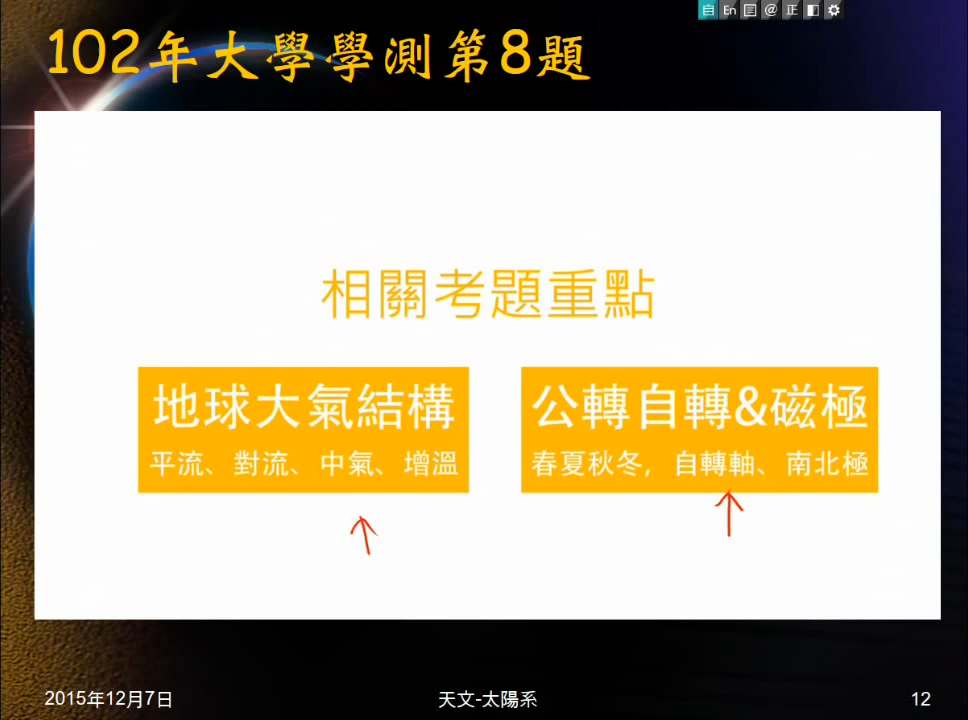 自 En @ 正
102年大學學測第8題
相關考題重點
地球大氣結構
平流、對流、中氣、增溫
公轉自轉&磁極
春夏秋冬，自轉軸、南北極
2015年12月7日
天文-太陽系
12